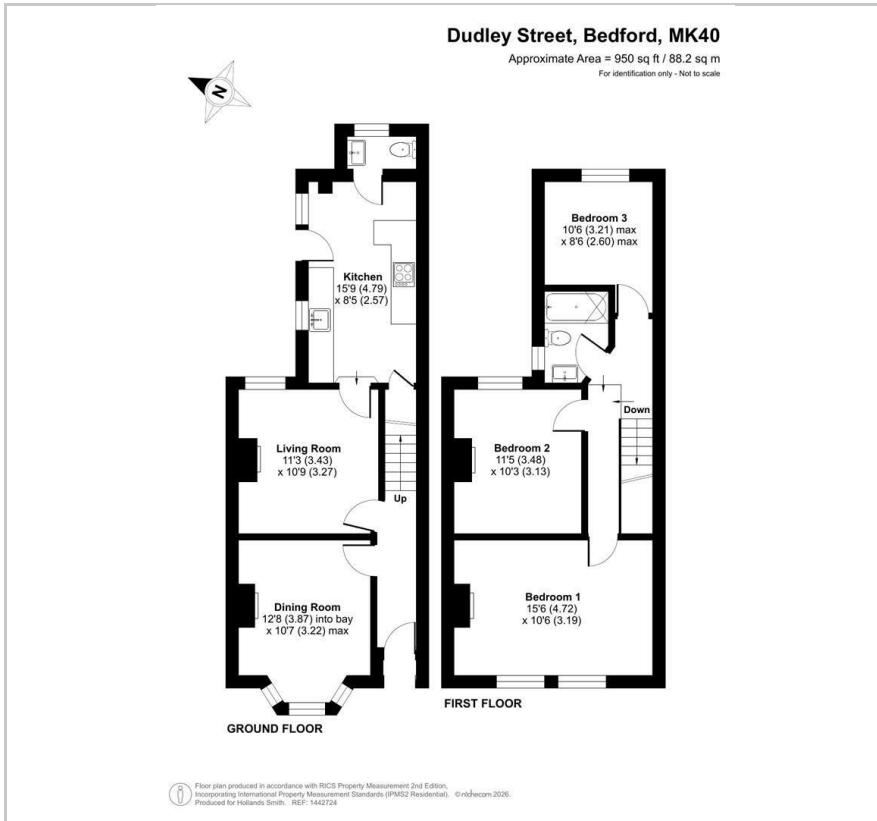 Dudley Street, Bedford, MK40
Approximate Area = 950 sq ft / 88.2 sq m
For identification only - Not to scale
N
Kitchen
15'9 (4.79)
x 8'5 (2.57)
Living Room
11'3 (3.43)
x 10'9 (3.27)
Up
Dining Room
12'8 (3.87) into bay
x 10'7 (3.22) max
GROUND FLOOR
Bedroom 3
10'6 (3.21) max
x 8'6 (2.60) max
Down
Bedroom 2
11'5 (3.48)
x 10'3 (3.13)
Bedroom 1
15'6 (4.72)
x 10'6 (3.19)
FIRST FLOOR
Floor plan produced in accordance with RICS Property Measurement 2nd Edition,
Incorporating International Property Measurement Standards (IPMS2 Residential). © nichecom 2026.
Produced for Hollands Smith. REF: 1442724